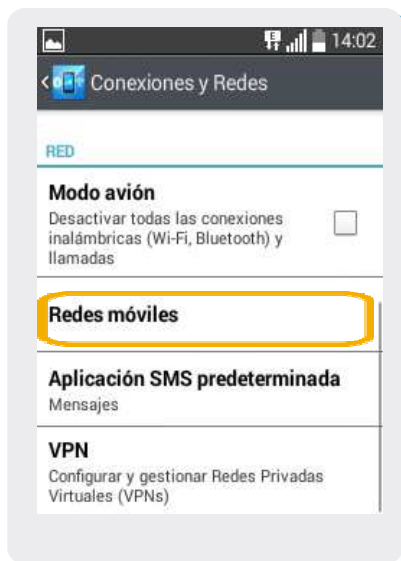 14:02
Conexiones y Redes
RED
Modo avión
Desactivar todas las conexiones
inalámbricas (Wi-Fi, Bluetooth) y
llamadas
Redes móviles
Aplicación SMS predeterminada
Mensajes
VPN
Configurar y gestionar Redes Privadas
Virtuales (VPNs)